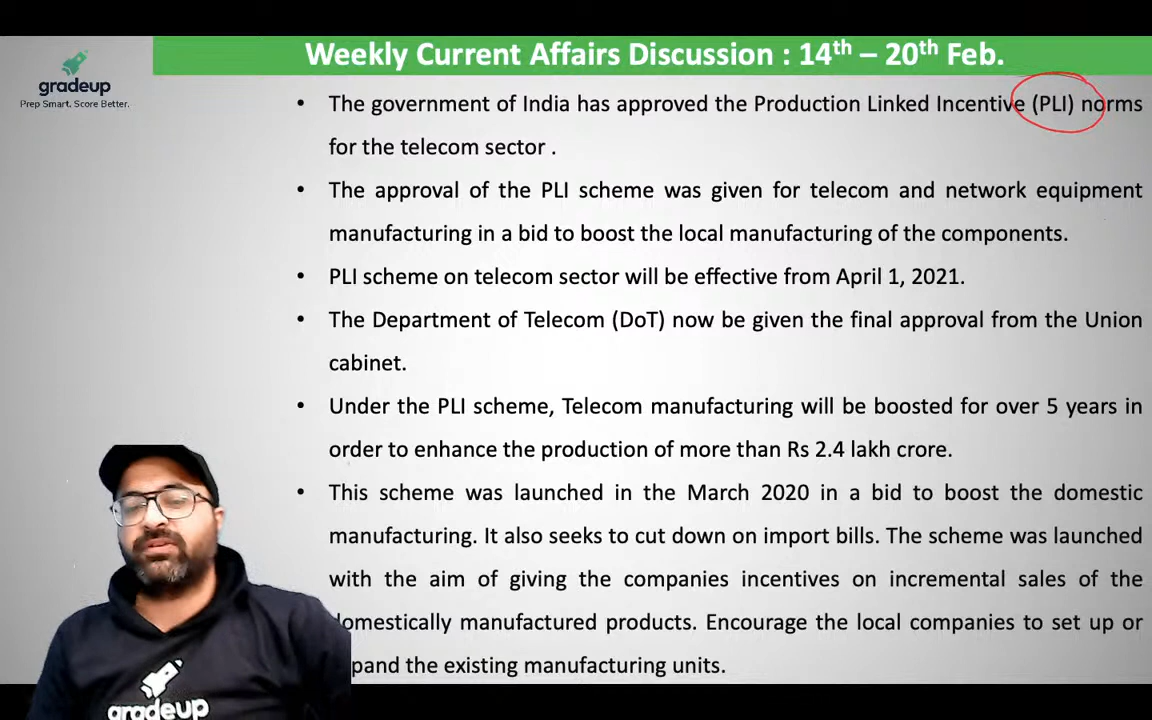 Weekly Current Affairs Discussion : 14th – 20th Feb.
gradeup
Prep Smart. Score Better.
• The government of India has approved the Production Linked Incentive (PLI) norms
for the telecom sector .
• The approval of the PLI scheme was given for telecom and network equipment
manufacturing in a bid to boost the local manufacturing of the components.
• PLI scheme on telecom sector will be effective from April 1, 2021.
• The Department of Telecom (DoT) now be given the final approval from the Union
cabinet.
• Under the PLI scheme, Telecom manufacturing will be boosted for over 5 years in
order to enhance the production of more than Rs 2.4 lakh crore.
• This scheme was launched in the March 2020 in a bid to boost the domestic
manufacturing. It also seeks to cut down on import bills. The scheme was launched
with the aim of giving the companies incentives on incremental sales of the
domestically manufactured products. Encourage the local companies to set up or
pand the existing manufacturing units.
gradeup